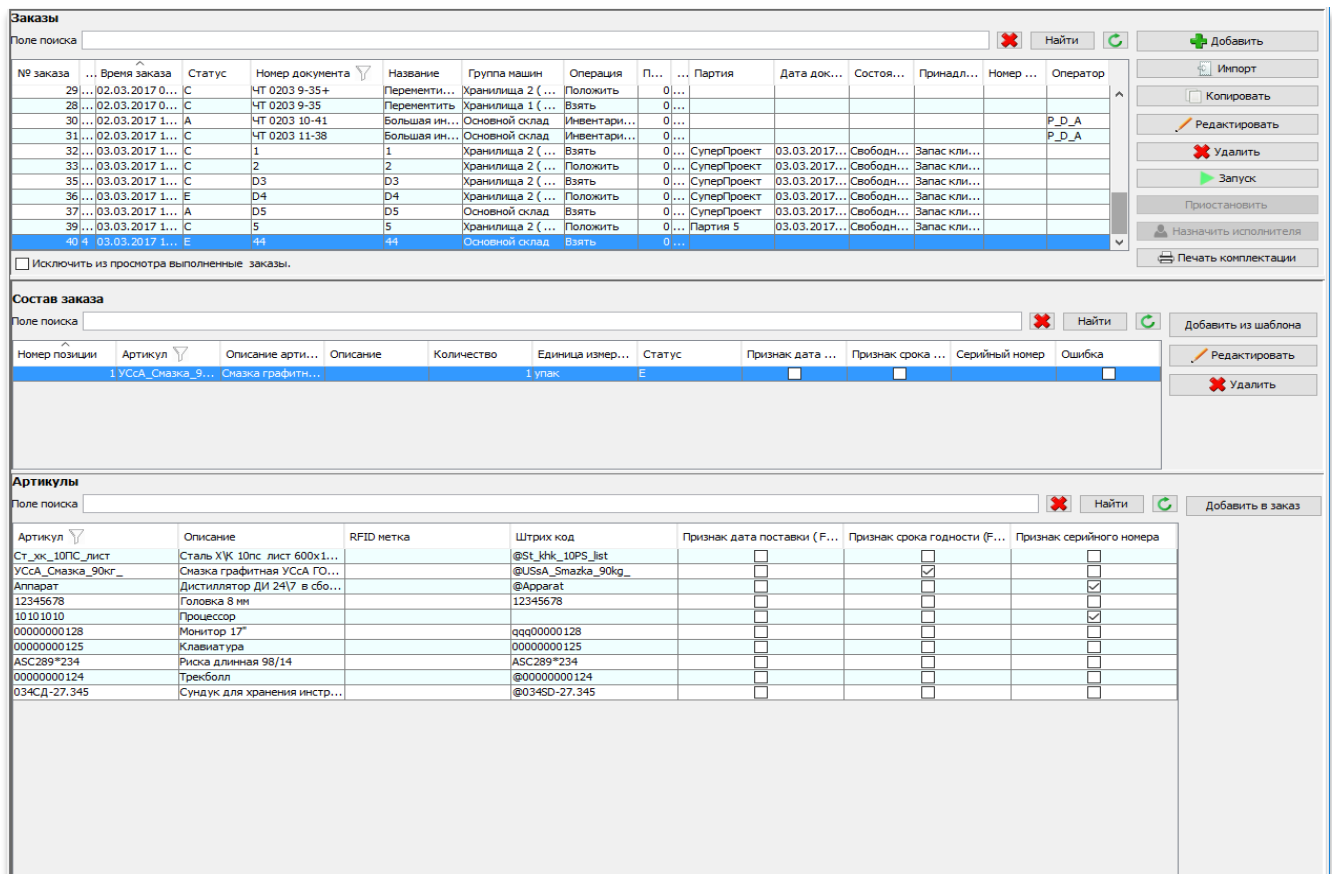 Заказы
Поле поиска Найти Добавить
Импорт
Копировать
Редактировать
Удалить
Запуск
Приостановить
Назначить исполнителя
Печать комплектации
№ заказа ... Время заказа Статус Номер документа Название Группа машин Операция П... ... Партия Дата док... Состоя... Принадл... Номер ... Оператор
29 ... 02.03.2017 0... C ЧТ 0203 9-35+ Перементи... Хранилища 2 ( ... Положить 0 ...
28 ... 02.03.2017 0... C ЧТ 0203 9-35 Перементить Хранилища 1 ( ... Взять 0 ...
30 ... 02.03.2017 1... A ЧТ 0203 10-41 Большая ин... Основной склад Инвентари... 0 ... P_D_A
31 ... 02.03.2017 1... C ЧТ 0203 11-38 Большая ин... Основной склад Инвентари... 0 ... P_D_A
32 ... 03.03.2017 1... C 1 1 Хранилища 2 ( ... Взять 0 ... СуперПроект 03.03.2017... Свободн... Запас кли...
33 ... 03.03.2017 1... C 2 2 Хранилища 2 ( ... Положить 0 ... СуперПроект 03.03.2017... Свободн... Запас кли...
35 ... 03.03.2017 1... C D3 D3 Хранилища 2 ( ... Взять 0 ... СуперПроект 03.03.2017... Свободн... Запас кли...
36 ... 03.03.2017 1... E D4 D4 Хранилища 2 ( ... Положить 0 ... СуперПроект 03.03.2017... Свободн... Запас кли...
37 ... 03.03.2017 1... A D5 D5 Основной склад Взять 0 ... СуперПроект 03.03.2017... Свободн... Запас кли...
39 ... 03.03.2017 1... C 5 5 Хранилища 2 ( ... Положить 0 ... Партия 5 03.03.2017... Свободн... Запас кли...
40 4 03.03.2017 1... E 44 44 Основной склад Взять 0 ...
Исключить из просмотра выполненные заказы.
Состав заказа
Поле поиска Найти Добавить из шаблона
Редактировать
Удалить
Номер позиции Артикул Описание арти... Описание Количество Единица измер... Статус Признак дата ... Признак срока ... Серийный номер Ошибка
1 УСсА_Смазка_9... Смазка графитн... 1 упак E
Артикулы
Поле поиска Найти Добавить в заказ
Артикул Описание RFID метка Штрих код Признак дата поставки ( F... Признак срока годности (F... Признак серийного номера
Ст_хк_10ПС_лист Сталь Х\К 10пс лист 600х1... @St_khk_10PS_list
УСсА_Смазка_90кг_ Смазка графитная УСсА ГО... @USsA_Smazka_90kg_
Аппарат Дистиллятор ДИ 24\7 в сбо... @Apparat
12345678 Головка 8 мм 12345678
10101010 Процессор
00000000128 Монитор 17" qqq00000128
00000000125 Клавиатура 00000000125
ASC289*234 Риска длинная 98/14 ASC289*234
00000000124 Трекболл @00000000124
034СД-27.345 Сундук для хранения инстр... @034SD-27.345